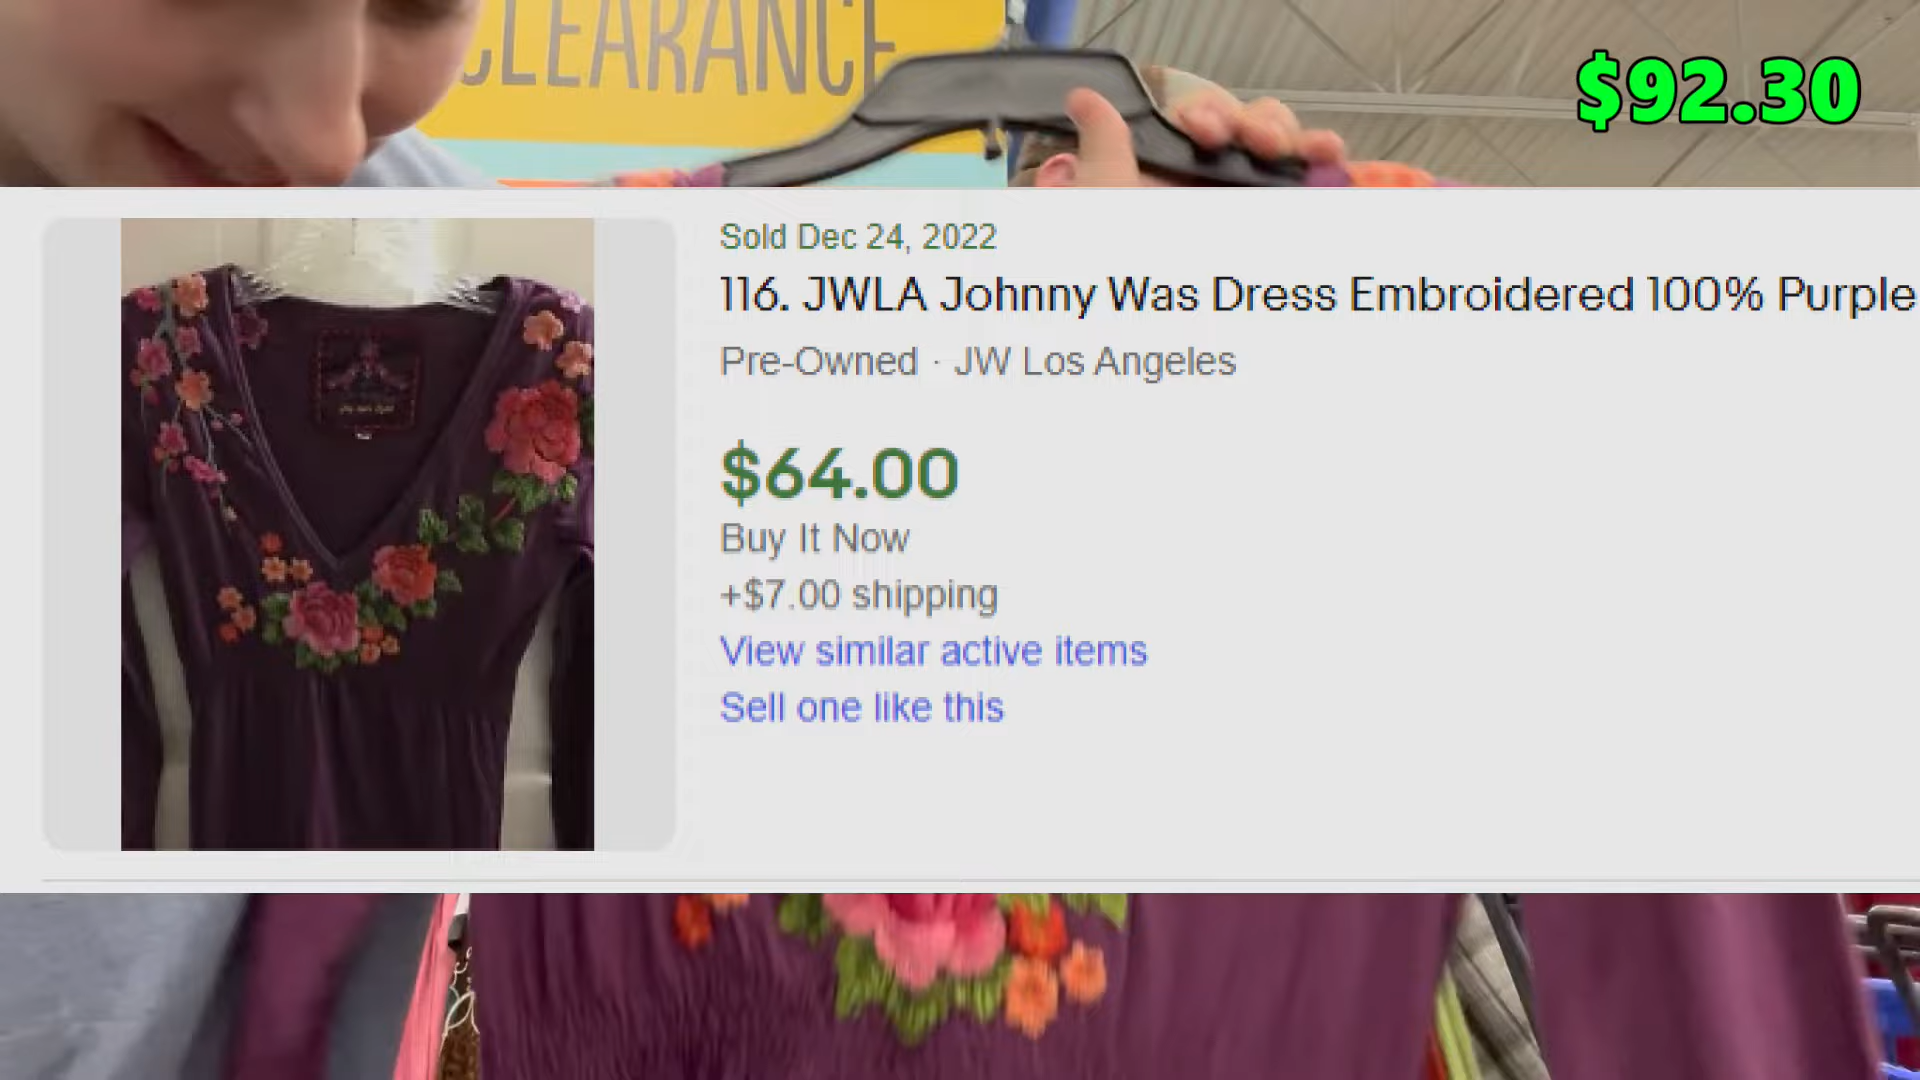 CLEARANCE
$92.30
Sold Dec 24, 2022
116. JWLA Johnny Was Dress Embroidered 100% Purple
Pre-Owned · JW Los Angeles
$64.00
Buy It Now
+$7.00 shipping
View similar active items
Sell one like this